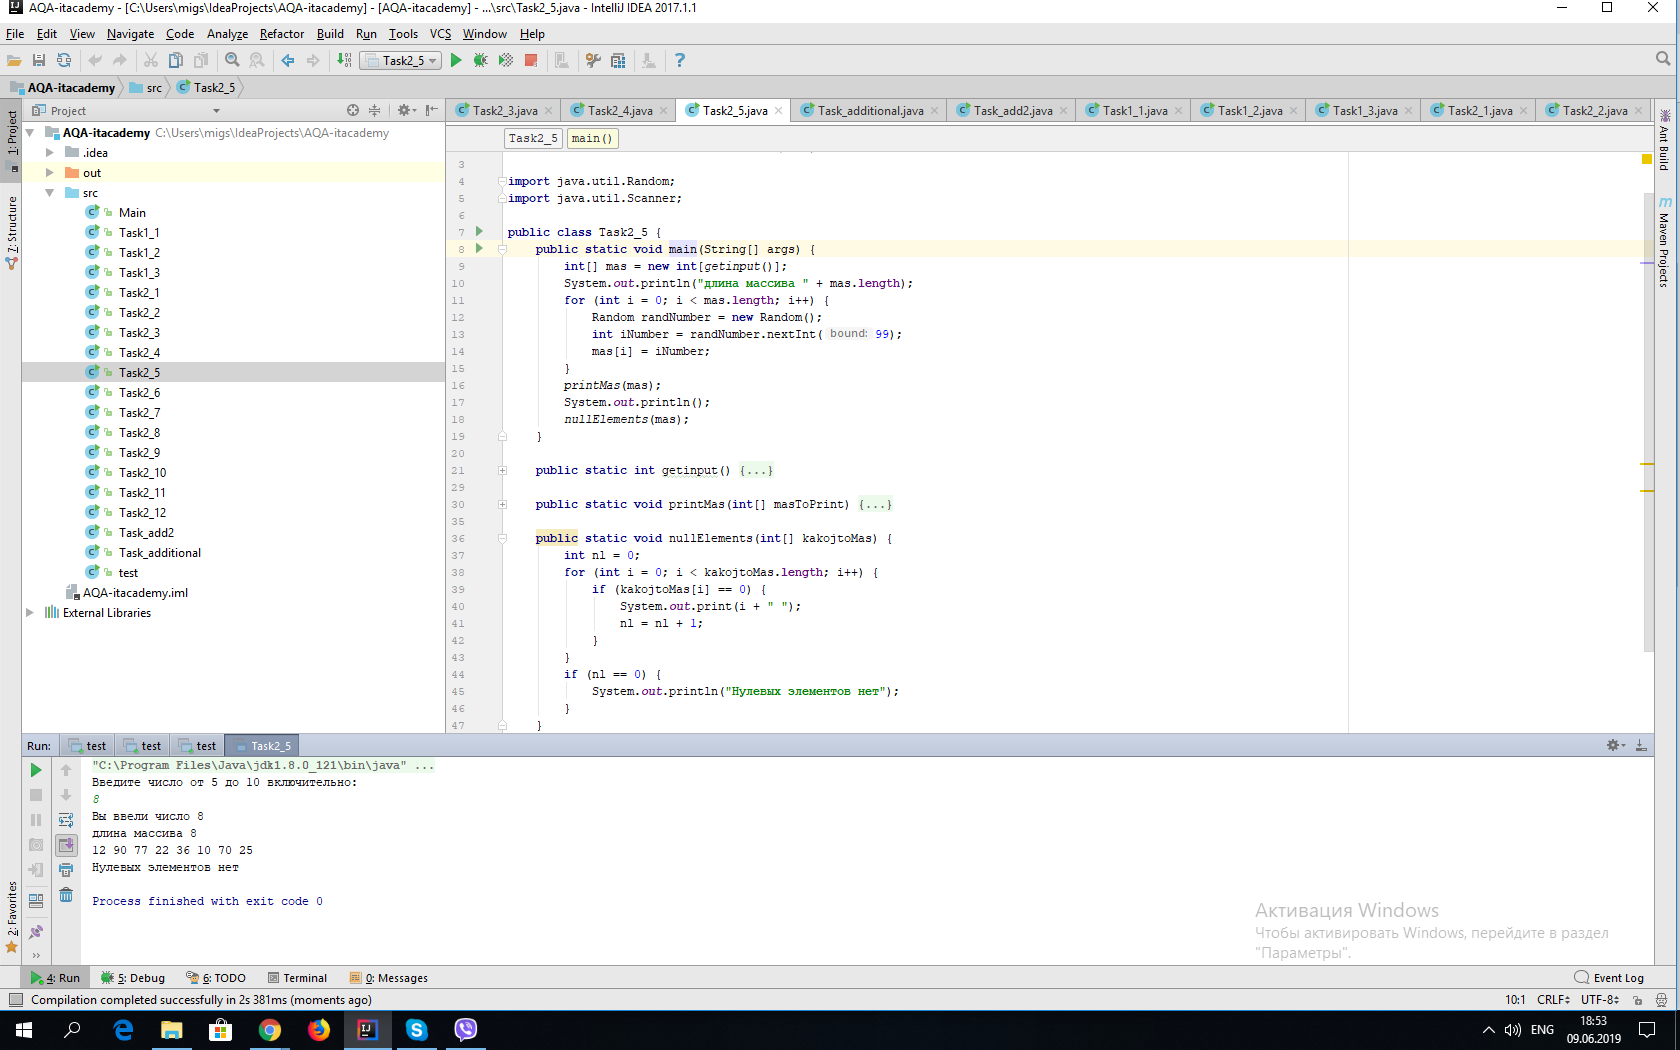 AQA-itacademy - [C:\Users\migs\IdeaProjects\AQA-itacademy] - [AQA-itacademy] - ...\src\Task2_5.java - IntelliJ IDEA 2017.1.1
File Edit View Navigate Code Analyze Refactor Build Run Tools VCS Window Help
Task2_5
AQA-itacademy src Task2_5
Project
Task2_3.java Task2_4.java Task2_5.java Task_additional.java Task_add2.java Task1_1.java Task1_2.java Task1_3.java Task2_1.java Task2_2.java
Task2_5 main()
1: Project
7: Structure
2: Favorites
Ant Build
Maven Projects
AQA-itacademy C:\Users\migs\IdeaProjects\AQA-itacademy
.idea
out
src
Main
Task1_1
Task1_2
Task1_3
Task2_1
Task2_2
Task2_3
Task2_4
Task2_5
Task2_6
Task2_7
Task2_8
Task2_9
Task2_10
Task2_11
Task2_12
Task_add2
Task_additional
test
AQA-itacademy.iml
External Libraries
3
4 import java.util.Random;
5 import java.util.Scanner;
6
7 public class Task2_5 {
8 public static void main(String[] args) {
9 int[] mas = new int[getinput()];
10 System.out.println("длина массива " + mas.length);
11 for (int i = 0; i < mas.length; i++) {
12 Random randNumber = new Random();
13 int iNumber = randNumber.nextInt( bound: 99);
14 mas[i] = iNumber;
15 }
16 printMas(mas);
17 System.out.println();
18 nullElements(mas);
19 }
20
21 public static int getinput() {...}
29
30 public static void printMas(int[] masToPrint) {...}
35
36 public static void nullElements(int[] kakojtoMas) {
37 int nl = 0;
38 for (int i = 0; i < kakojtoMas.length; i++) {
39 if (kakojtoMas[i] == 0) {
40 System.out.print(i + " ");
41 nl = nl + 1;
42 }
43 }
44 if (nl == 0) {
45 System.out.println("Нулевых элементов нет");
46 }
47 }
Run: test test test Task2_5
"C:\Program Files\Java\jdk1.8.0_121\bin\java" ...
Введите число от 5 до 10 включительно:
8
Вы ввели число 8
длина массива 8
12 90 77 22 36 10 70 25
Нулевых элементов нет
Process finished with exit code 0
Активация Windows
Чтобы активировать Windows, перейдите в раздел
"Параметры".
4: Run 5: Debug 6: TODO Terminal 0: Messages Event Log
Compilation completed successfully in 2s 381ms (moments ago) 10:1 CRLF UTF-8
ENG 18:53
09.06.2019